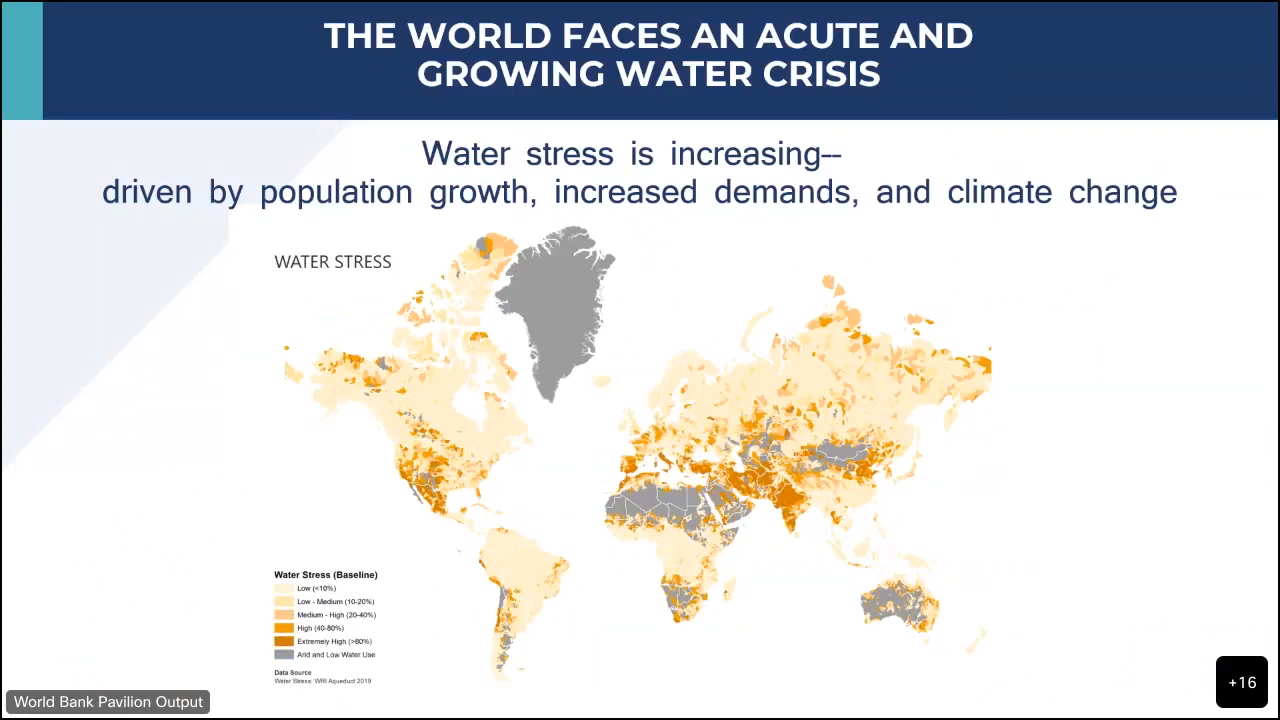 THE WORLD FACES AN ACUTE AND
GROWING WATER CRISIS
Water stress is increasing--
driven by population growth, increased demands, and climate change
WATER STRESS
Water Stress (Baseline)
Low (<10%)
Low - Medium (10-20%)
Medium - High (20-40%)
High (40-80%)
Extremely High (>80%)
Arid and Low Water Use
Data Source
Water Stress: WRI Aqueduct 2019
World Bank Pavilion Output
+16